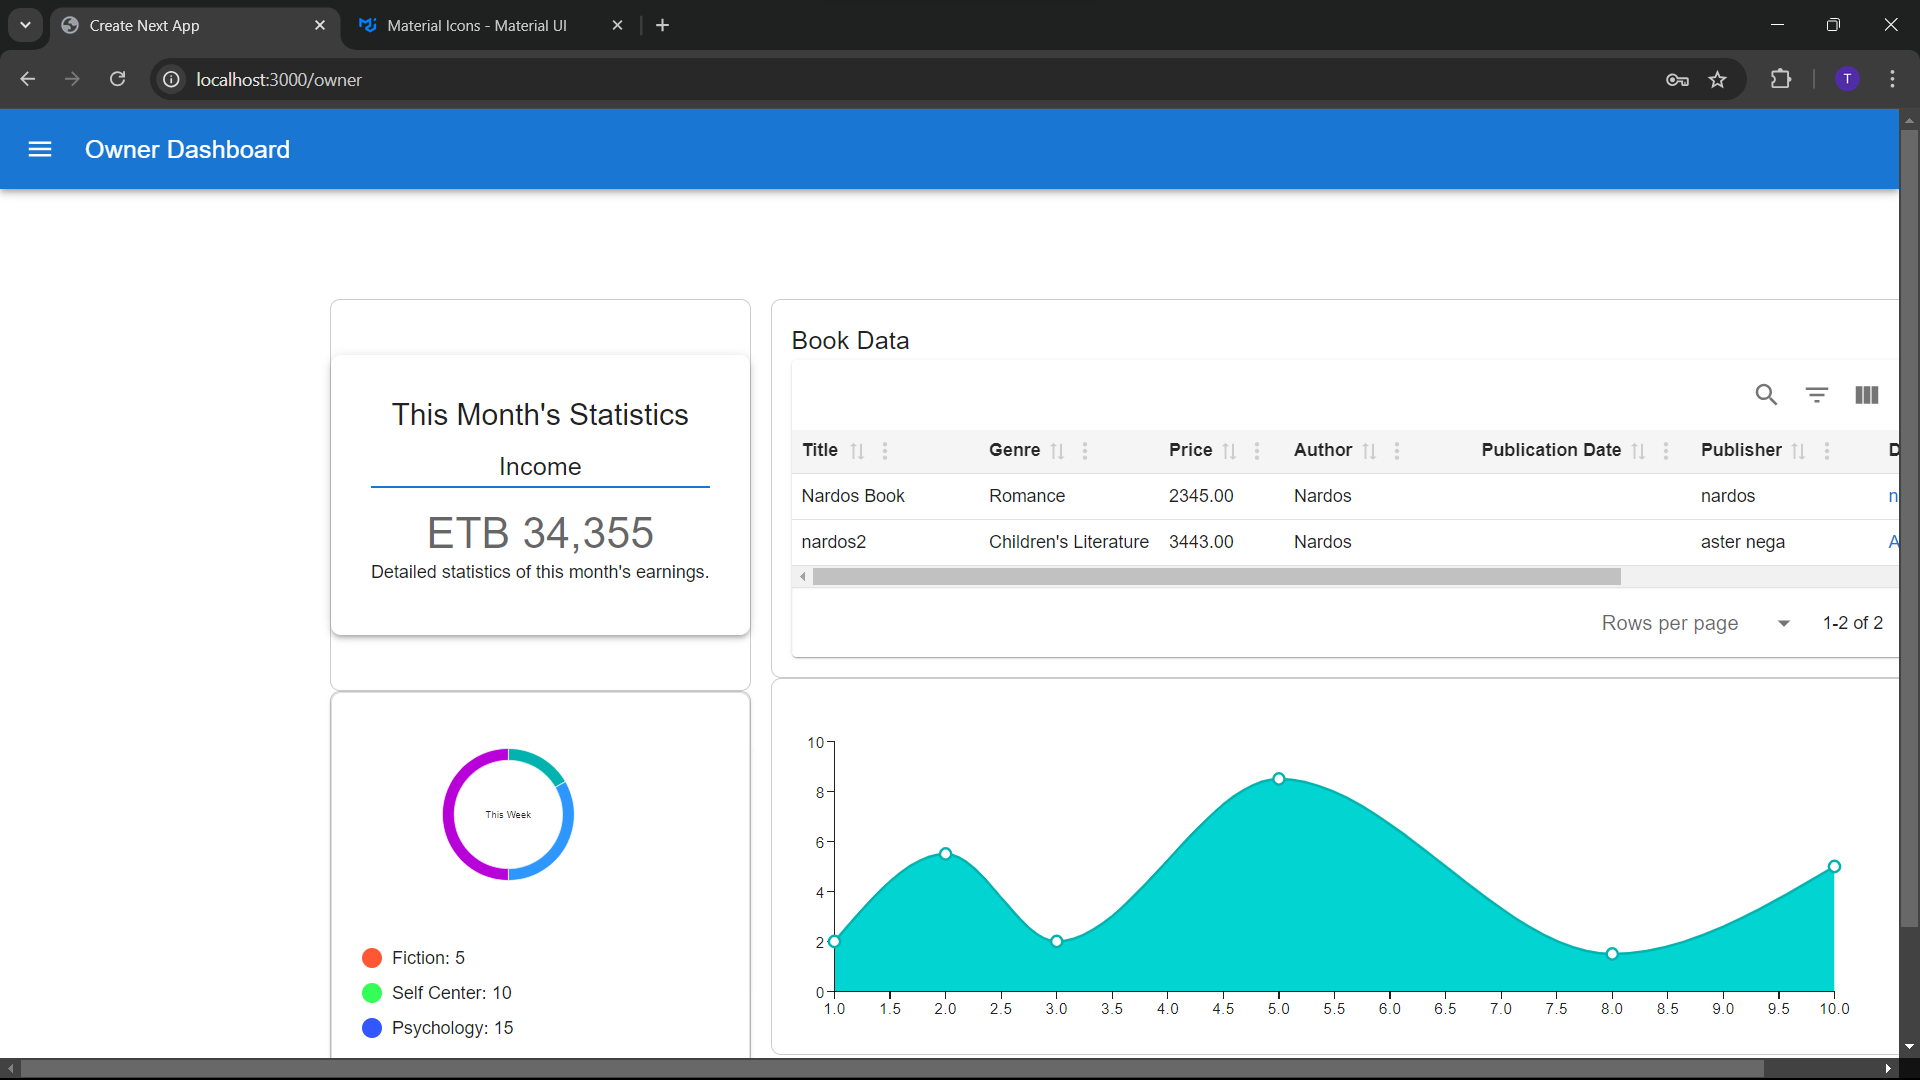 Create Next App
Material Icons - Material UI
localhost:3000/owner
T
Owner Dashboard
This Month's Statistics
Income
ETB 34,355
Detailed statistics of this month's earnings.
Book Data
Title Genre Price Author Publication Date Publisher D
Nardos Book Romance 2345.00 Nardos nardos n
nardos2 Children's Literature 3443.00 Nardos aster nega A
Rows per page 1-2 of 2
This Week
Fiction: 5
Self Center: 10
Psychology: 15
10
8
6
4
2
0
1.0 1.5 2.0 2.5 3.0 3.5 4.0 4.5 5.0 5.5 6.0 6.5 7.0 7.5 8.0 8.5 9.0 9.5 10.0